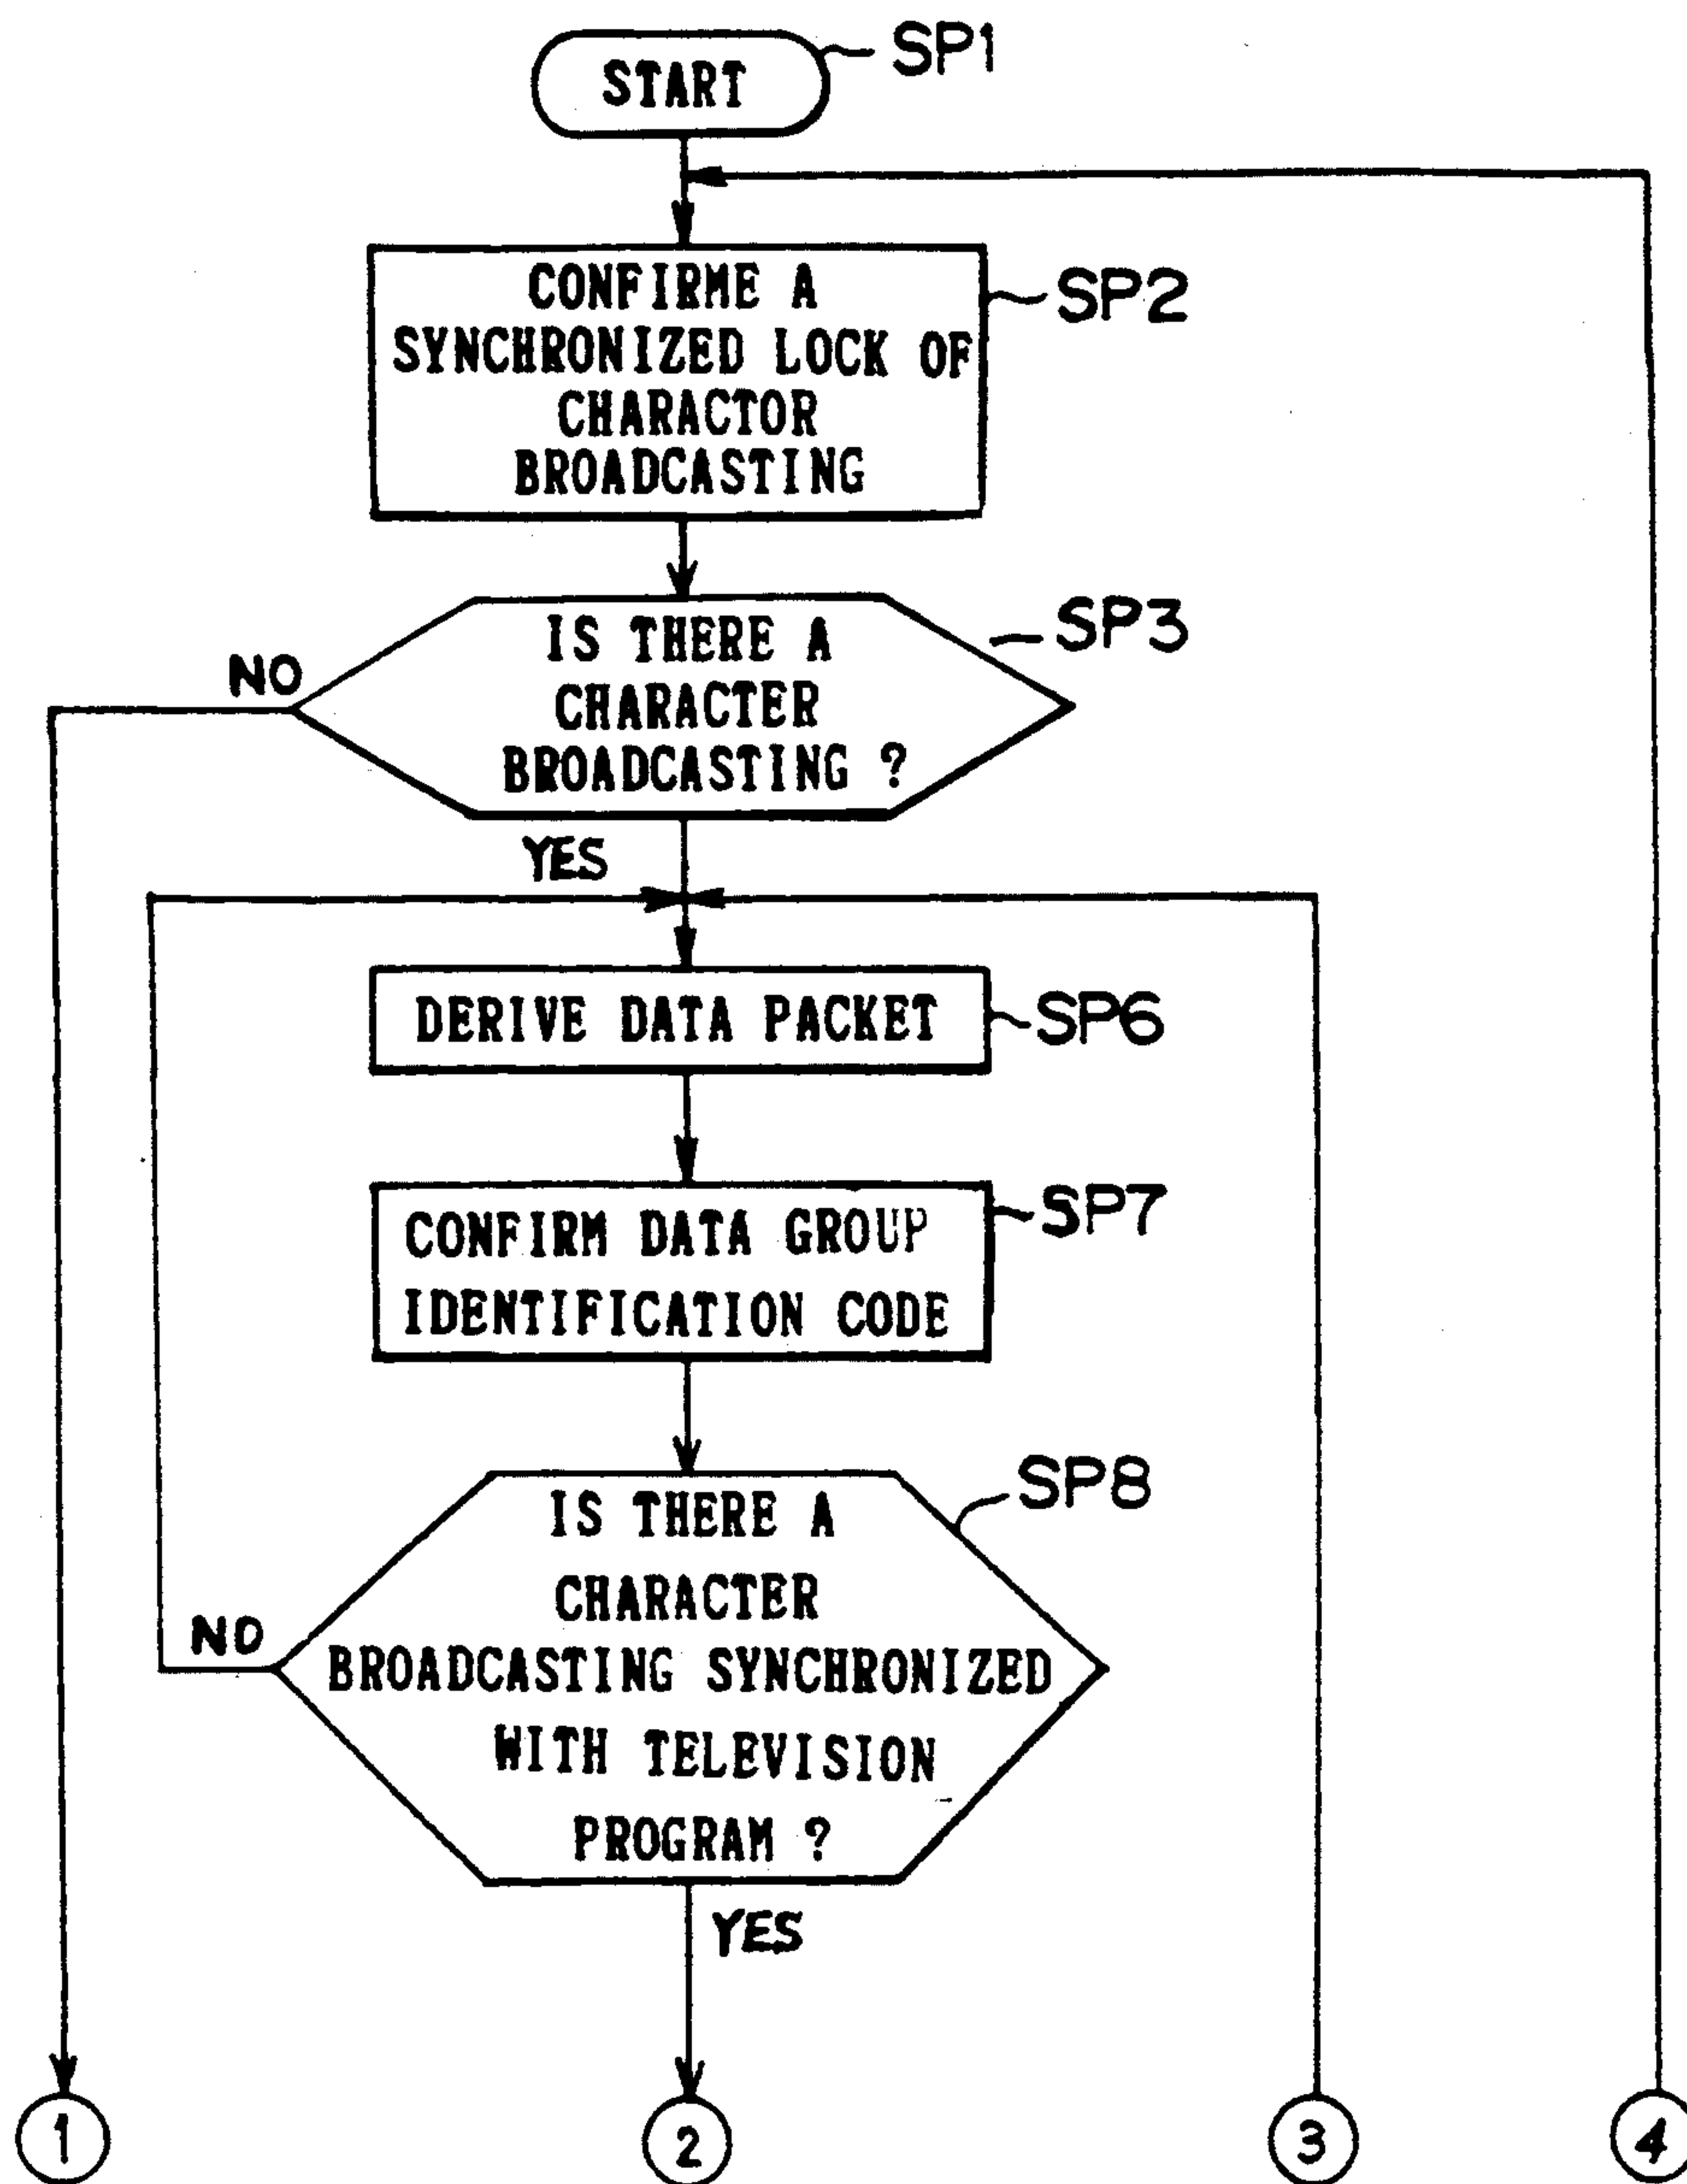 START
SP1
CONFIRME A
SYNCHRONIZED LOCK OF
CHARACTOR
BROADCASTING
SP2
IS THERE A
CHARACTER
BROADCASTING ?
SP3
NO
YES
DERIVE DATA PACKET
SP6
CONFIRM DATA GROUP
IDENTIFICATION CODE
SP7
IS THERE A
CHARACTER
BROADCASTING SYNCHRONIZED
WITH TELEVISION
PROGRAM ?
SP8
NO
YES
1
2
3
4